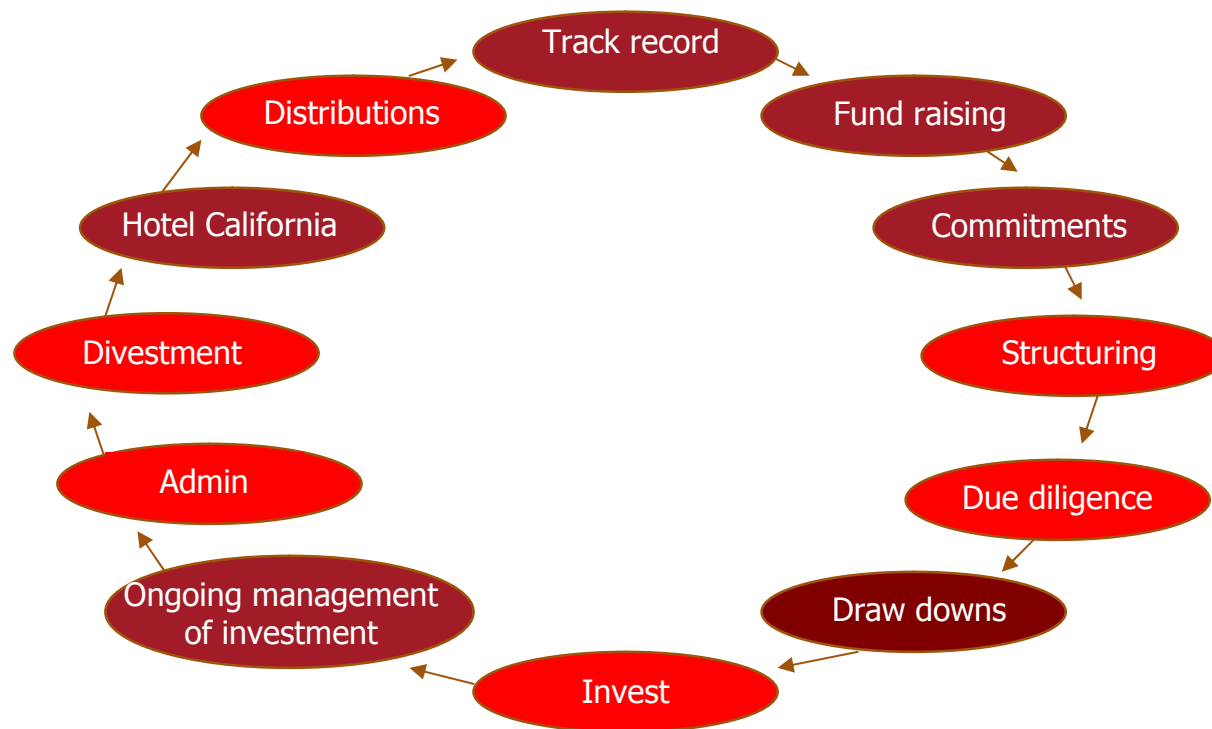 Track record
Fund raising
Commitments
Structuring
Due diligence
Draw downs
Invest
Ongoing management
of investment
Admin
Divestment
Hotel California
Distributions